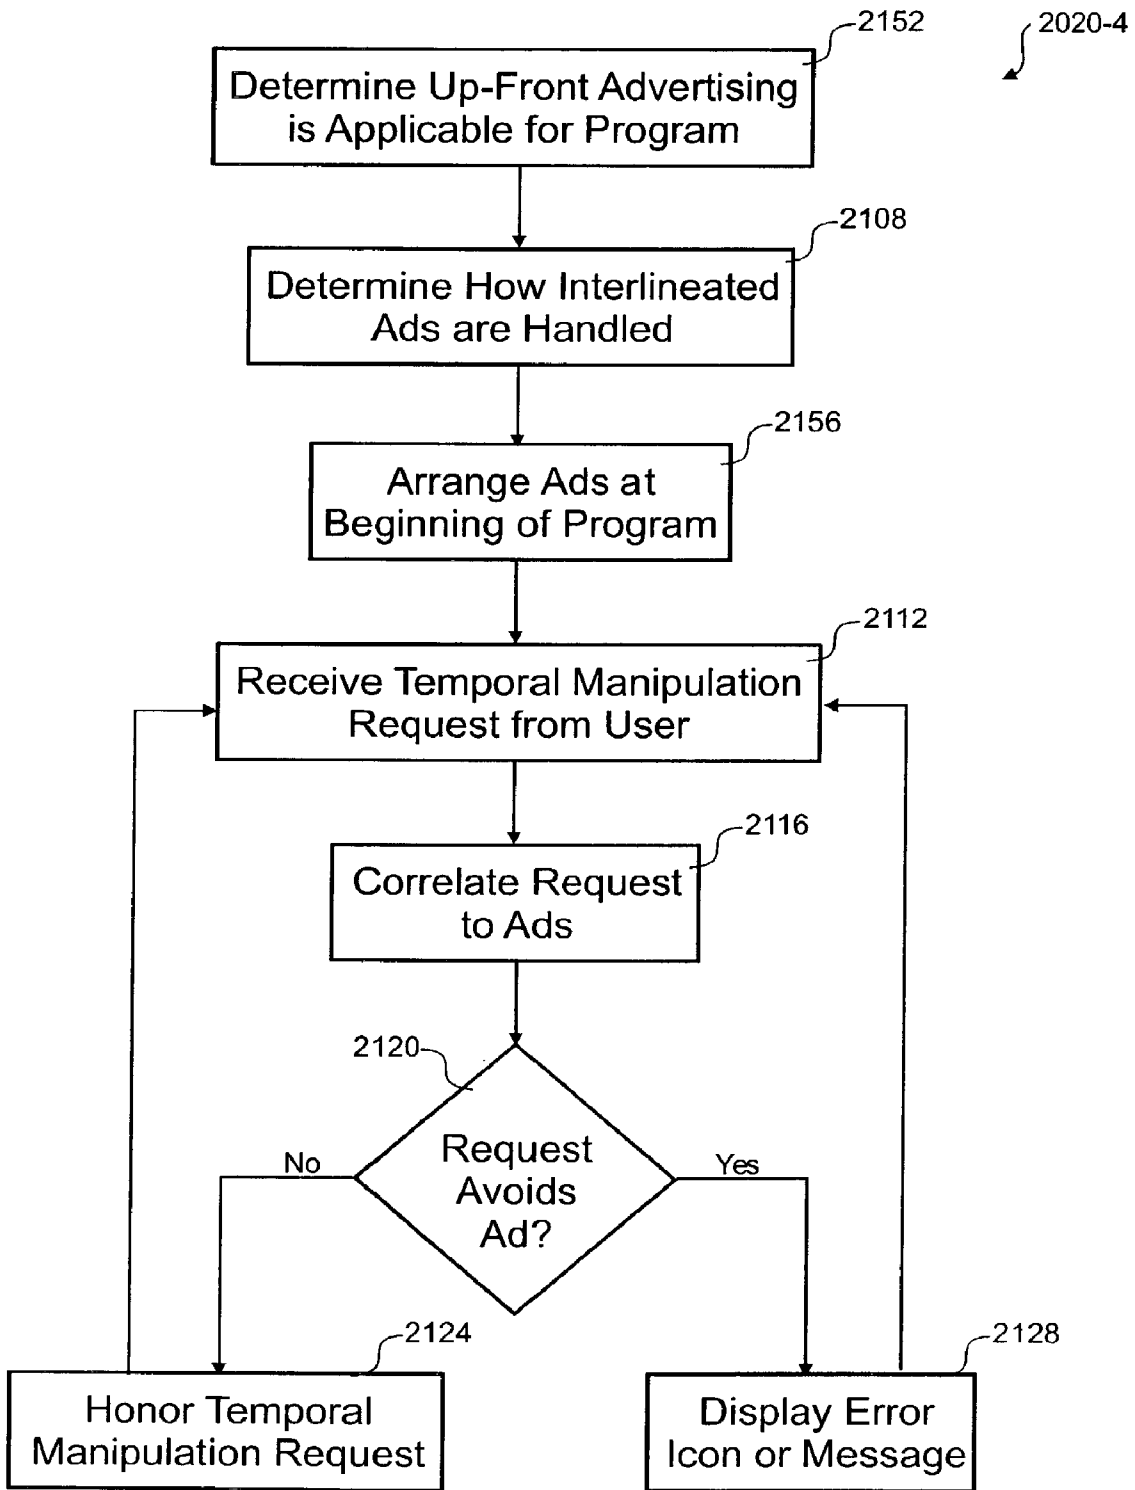 2152
2020-4
Determine Up-Front Advertising
is Applicable for Program
2108
Determine How Interlineated
Ads are Handled
2156
Arrange Ads at
Beginning of Program
2112
Receive Temporal Manipulation
Request from User
2116
Correlate Request
to Ads
2120
Request
Avoids
Ad?
No
Yes
2124
Honor Temporal
Manipulation Request
2128
Display Error
Icon or Message